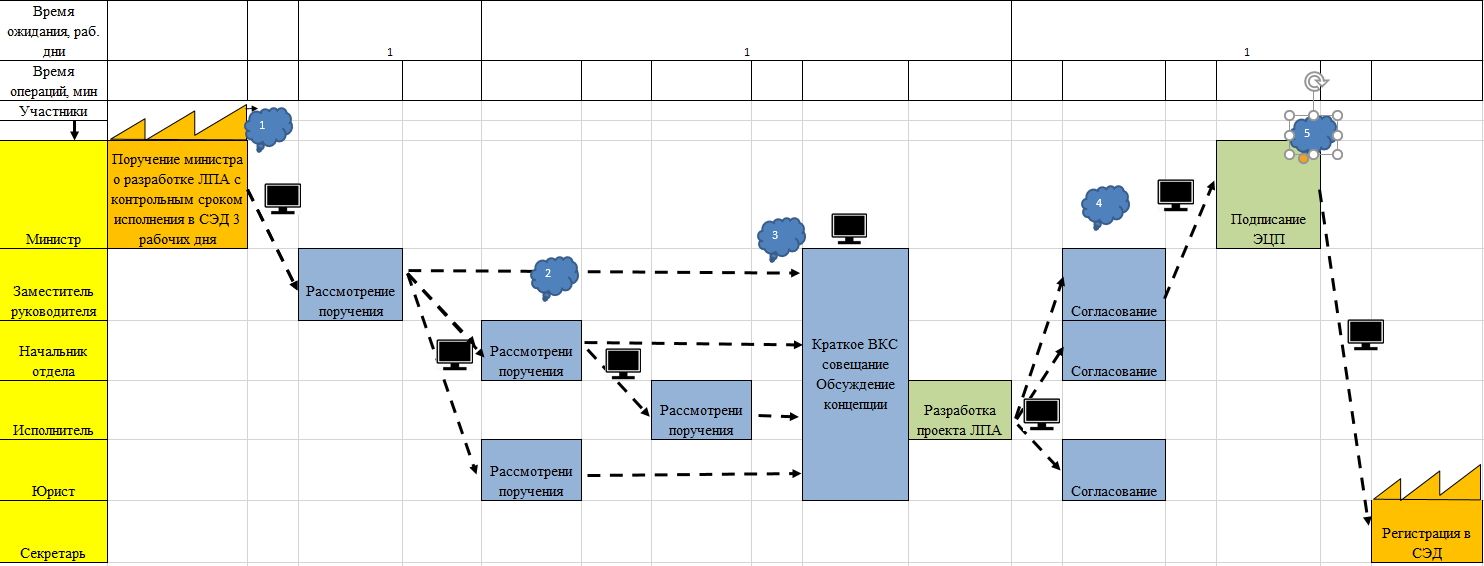 Время
ожидания, раб.
дни
1
1
1
Время
операций, мин
Участники
1
5
Поручение министра
о разработке ЛПА с
контрольным сроком
исполнения в СЭД 3
рабочих дня
Министр
3
4
Подписание
ЭЦП
2
Заместитель
руководителя
Рассмотрение
поручения
Согласование
Начальник
отдела
Рассмотрени
поручения
Краткое ВКС
совещание
Обсуждение
концепции
Согласование
Исполнитель
Рассмотрени
поручения
Разработка
проекта ЛПА
Юрист
Рассмотрени
поручения
Согласование
Секретарь
Регистрация в
СЭД